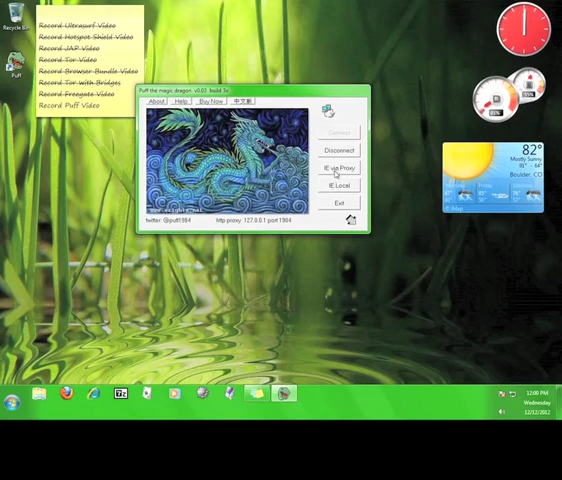 Recycle Bin
Puff
Record Ultrasurf Video
Record Hotspot Shield Video
Record JAP Video
Record Tor Video
Record Browser Bundle Video
Record Tor with Bridges
Record Freegate Video
Record Puff Video
Puff the magic dragon v0.03 build 3o
About Help Buy Now 中文版
Connect
Disconnect
IE via Proxy
IE Local
Exit
twitter: @puff1984 http proxy 127.0.0.1 port 1984
82°
Mostly Sunny
91° - 64°
Boulder, CO
12:00 PM
Wednesday
12/12/2012